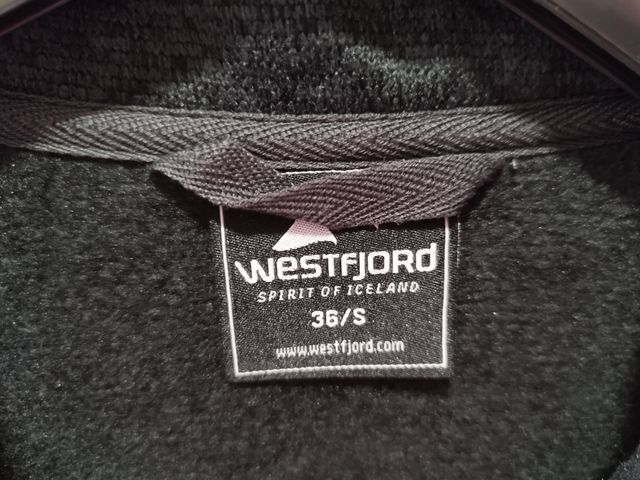 westfjord
SPIRIT OF ICELAND
36/S
www.westfjord.com